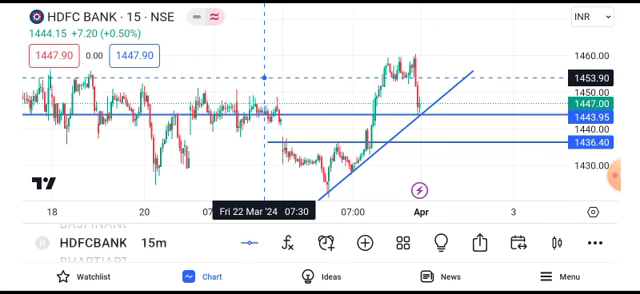 HDFC BANK · 15 · NSE
INR
1444.15 +7.20 (+0.50%)
1447.90 0.00 1447.90
1460.00
1453.90
1450.00
1447.00
1443.95
1440.00
1436.40
1430.00
18 20 Fri 22 Mar '24 07:30 07:00 Apr 3
H HDFCBANK 15m
Watchlist Chart Ideas News Menu